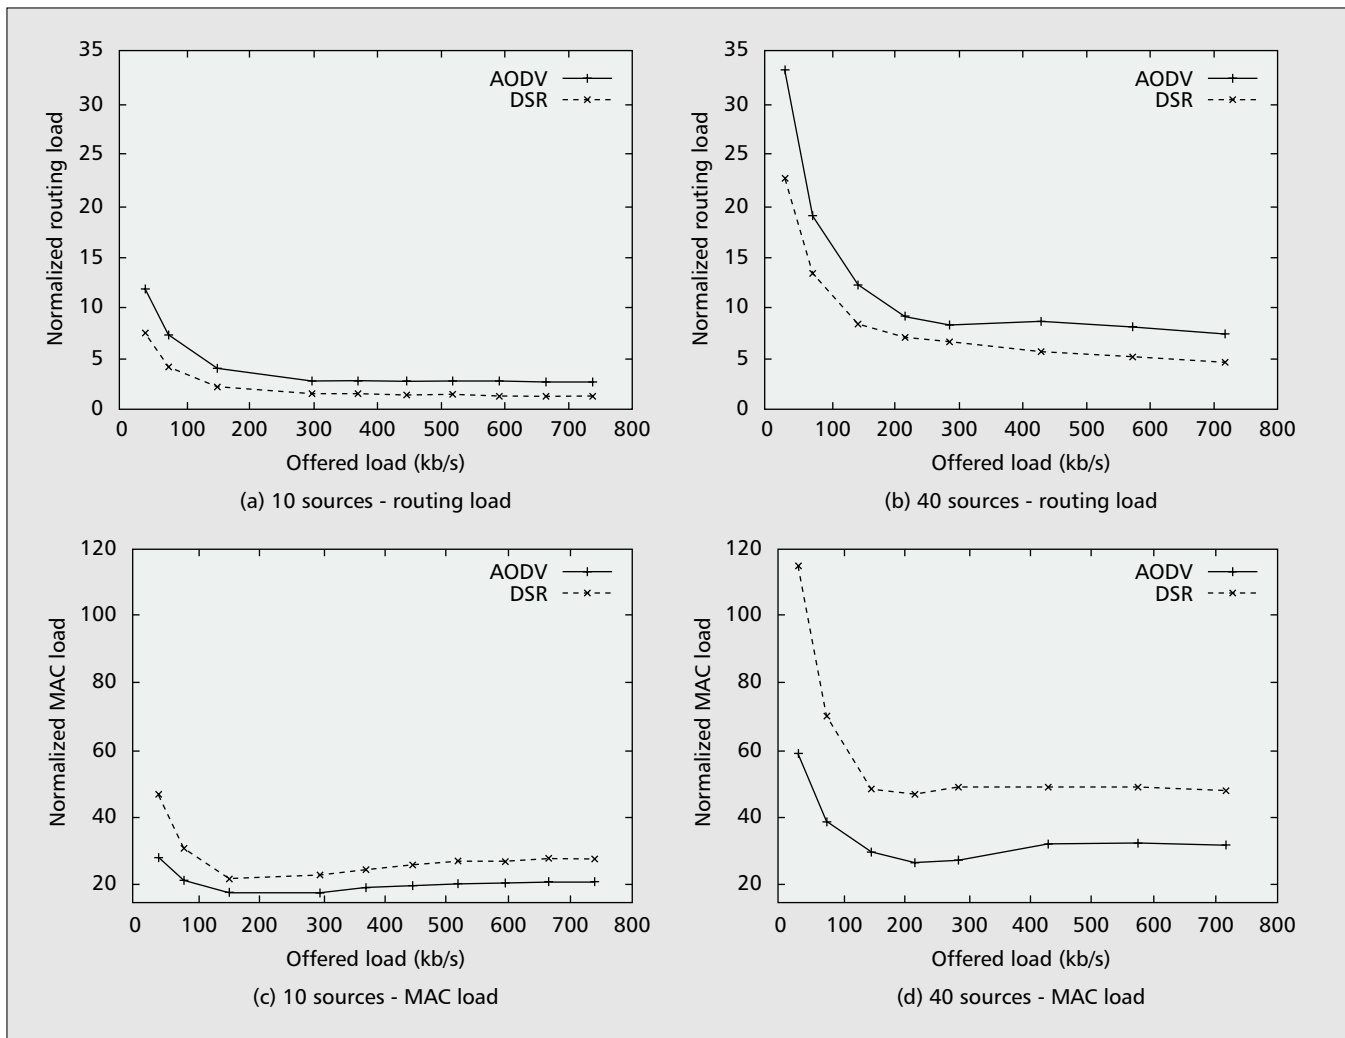 35
30
25
20
15
10
5
0
Normalized routing load
AODV
DSR
0 100 200 300 400 500 600 700 800
Offered load (kb/s)
(a) 10 sources - routing load
35
30
25
20
15
10
5
0
Normalized routing load
AODV
DSR
0 100 200 300 400 500 600 700 800
Offered load (kb/s)
(b) 40 sources - routing load
120
100
80
60
40
20
Normalized MAC load
AODV
DSR
0 100 200 300 400 500 600 700 800
Offered load (kb/s)
(c) 10 sources - MAC load
120
100
80
60
40
20
Normalized MAC load
AODV
DSR
0 100 200 300 400 500 600 700 800
Offered load (kb/s)
(d) 40 sources - MAC load